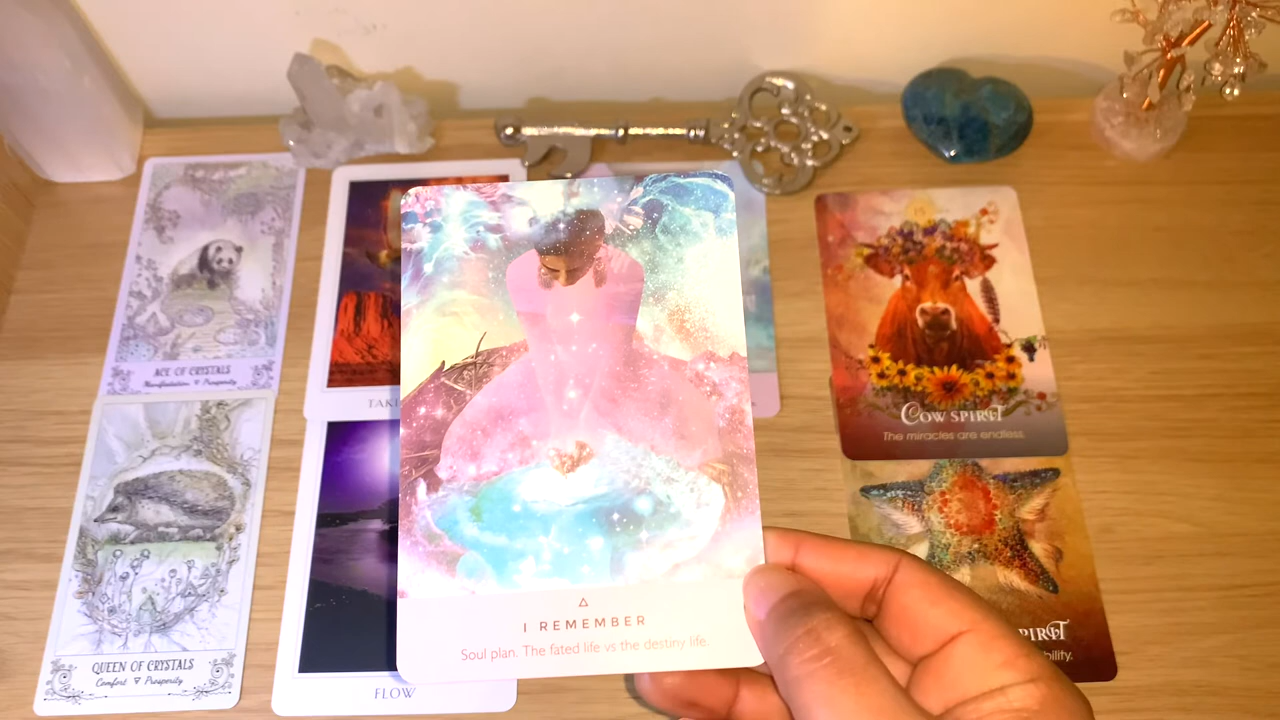 ACE OF CRYSTALS
Manifestation ▽ Prosperity
QUEEN OF CRYSTALS
Comfort ▽ Prosperity
FLOW
I REMEMBER
Soul plan. The fated life vs the destiny life.
COW SPIRIT
The miracles are endless.